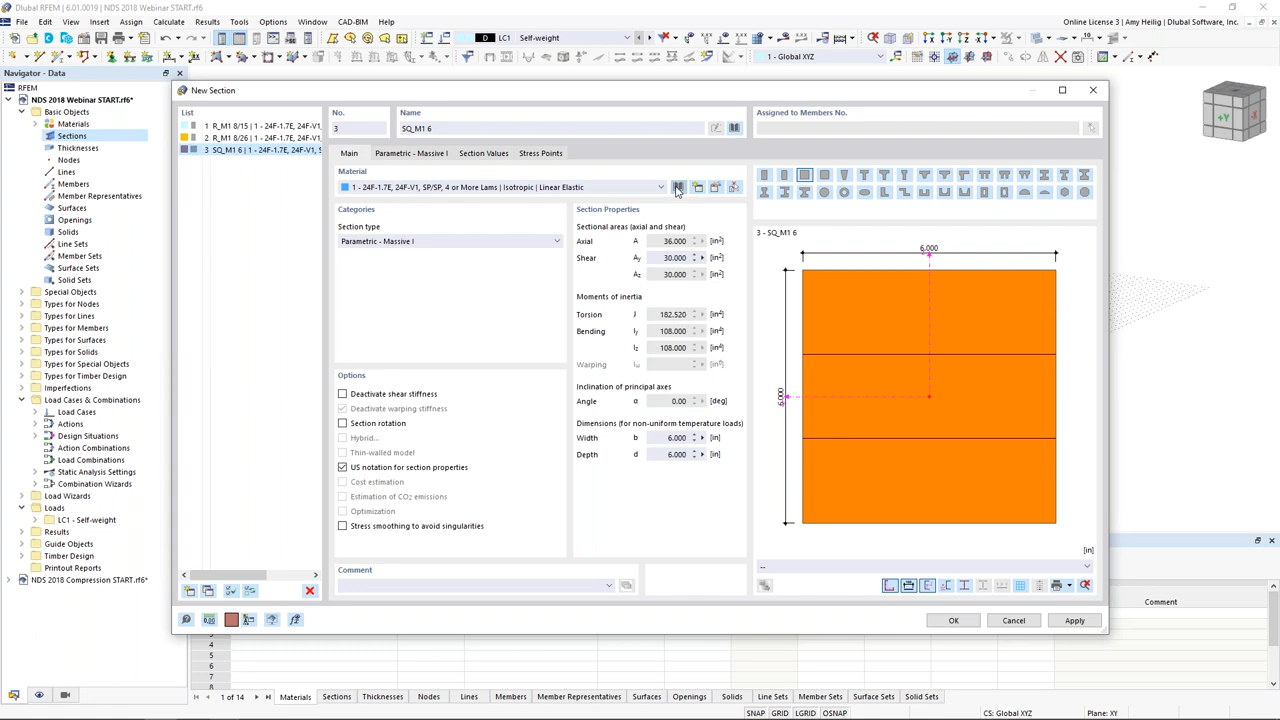 Dlubal RFEM | 6.01.0019 | NDS 2018 Webinar START.rf6*
File Edit View Insert Assign Calculate Results Tools Options Window CAD-BIM Help
Online License 3 | Amy Heilig | Dlubal Software, Inc.
D LC1 Self-weight
1 - Global XYZ
Navigator - Data
RFEM
NDS 2018 Webinar START.rf6*
Basic Objects
Materials
Sections
Thicknesses
Nodes
Lines
Members
Member Representatives
Surfaces
Openings
Solids
Line Sets
Member Sets
Surface Sets
Solid Sets
Special Objects
Types for Nodes
Types for Lines
Types for Members
Types for Surfaces
Types for Solids
Types for Special Objects
Types for Timber Design
Imperfections
Load Cases & Combinations
Load Cases
Actions
Design Situations
Action Combinations
Load Combinations
Static Analysis Settings
Combination Wizards
Load Wizards
Loads
LC1 - Self-weight
Results
Guide Objects
Timber Design
Printout Reports
NDS 2018 Compression START.rf6*
New Section
List
1 R_M1 8/15 | 1 - 24F-1.7E, 24F-V1,
2 R_M1 8/26 | 1 - 24F-1.7E, 24F-V1,
3 SQ_M1 6 | 1 - 24F-1.7E, 24F-V1, S
No.
3
Name
SQ_M1 6
Assigned to Members No.
Main Parametric - Massive I Section Values Stress Points
Material
1 - 24F-1.7E, 24F-V1, SP/SP, 4 or More Lams | Isotropic | Linear Elastic
Categories
Section type
Parametric - Massive I
Options
Deactivate shear stiffness
Deactivate warping stiffness
Section rotation
Hybrid...
Thin-walled model
US notation for section properties
Cost estimation
Estimation of CO2 emissions
Optimization
Stress smoothing to avoid singularities
Section Properties
Sectional areas (axial and shear)
Axial A 36.000 [in²]
Shear Ay 30.000 [in²]
Az 30.000 [in²]
Moments of inertia
Torsion J 182.520 [in⁴]
Bending Iy 108.000 [in⁴]
Iz 108.000 [in⁴]
Warping Iw [in⁶]
Inclination of principal axes
Angle α 0.00 [deg]
Dimensions (for non-uniform temperature loads)
Width b 6.000 [in]
Depth d 6.000 [in]
Comment
3 - SQ_M1 6
6.000
6.000
[in]
--
OK Cancel Apply
+Y
Comment
3
4
5
6
7
1 of 14
Materials Sections Thicknesses Nodes Lines Members Member Representatives Surfaces Openings Solids Line Sets Member Sets Surface Sets Solid Sets
SNAP GRID LGRID OSNAP CS: Global XYZ Plane: XY